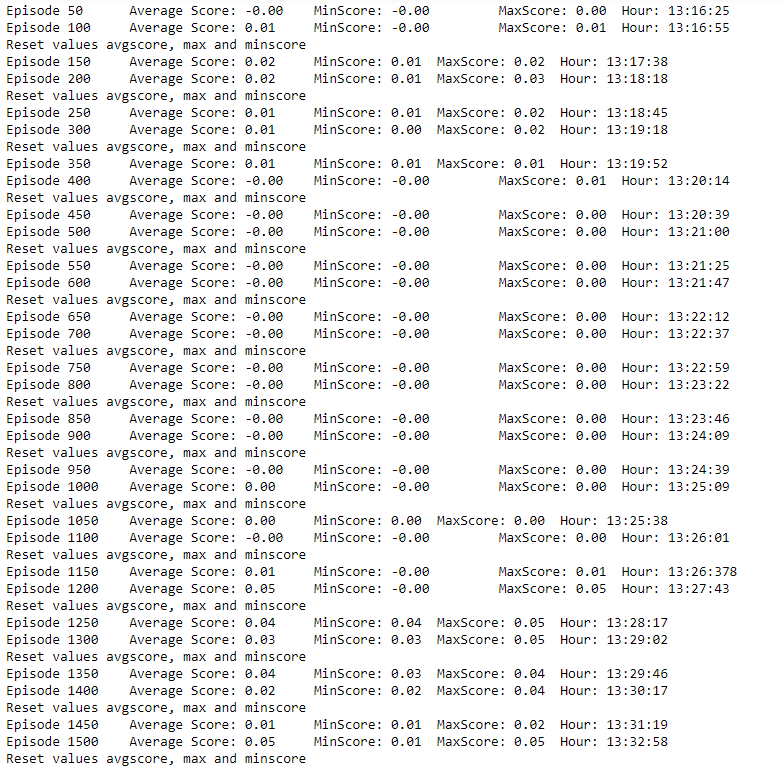 Episode 50 Average Score: -0.00 MinScore: -0.00 MaxScore: 0.00 Hour: 13:16:25
Episode 100 Average Score: 0.01 MinScore: -0.00 MaxScore: 0.01 Hour: 13:16:55
Reset values avgscore, max and minscore
Episode 150 Average Score: 0.02 MinScore: 0.01 MaxScore: 0.02 Hour: 13:17:38
Episode 200 Average Score: 0.02 MinScore: 0.01 MaxScore: 0.03 Hour: 13:18:18
Reset values avgscore, max and minscore
Episode 250 Average Score: 0.01 MinScore: 0.01 MaxScore: 0.02 Hour: 13:18:45
Episode 300 Average Score: 0.01 MinScore: 0.00 MaxScore: 0.02 Hour: 13:19:18
Reset values avgscore, max and minscore
Episode 350 Average Score: 0.01 MinScore: 0.01 MaxScore: 0.01 Hour: 13:19:52
Episode 400 Average Score: -0.00 MinScore: -0.00 MaxScore: 0.01 Hour: 13:20:14
Reset values avgscore, max and minscore
Episode 450 Average Score: -0.00 MinScore: -0.00 MaxScore: 0.00 Hour: 13:20:39
Episode 500 Average Score: -0.00 MinScore: -0.00 MaxScore: 0.00 Hour: 13:21:00
Reset values avgscore, max and minscore
Episode 550 Average Score: -0.00 MinScore: -0.00 MaxScore: 0.00 Hour: 13:21:25
Episode 600 Average Score: -0.00 MinScore: -0.00 MaxScore: 0.00 Hour: 13:21:47
Reset values avgscore, max and minscore
Episode 650 Average Score: -0.00 MinScore: -0.00 MaxScore: 0.00 Hour: 13:22:12
Episode 700 Average Score: -0.00 MinScore: -0.00 MaxScore: 0.00 Hour: 13:22:37
Reset values avgscore, max and minscore
Episode 750 Average Score: -0.00 MinScore: -0.00 MaxScore: 0.00 Hour: 13:22:59
Episode 800 Average Score: -0.00 MinScore: -0.00 MaxScore: 0.00 Hour: 13:23:22
Reset values avgscore, max and minscore
Episode 850 Average Score: -0.00 MinScore: -0.00 MaxScore: 0.00 Hour: 13:23:46
Episode 900 Average Score: -0.00 MinScore: -0.00 MaxScore: 0.00 Hour: 13:24:09
Reset values avgscore, max and minscore
Episode 950 Average Score: -0.00 MinScore: -0.00 MaxScore: 0.00 Hour: 13:24:39
Episode 1000 Average Score: 0.00 MinScore: -0.00 MaxScore: 0.00 Hour: 13:25:09
Reset values avgscore, max and minscore
Episode 1050 Average Score: 0.00 MinScore: 0.00 MaxScore: 0.00 Hour: 13:25:38
Episode 1100 Average Score: -0.00 MinScore: -0.00 MaxScore: 0.00 Hour: 13:26:01
Reset values avgscore, max and minscore
Episode 1150 Average Score: 0.01 MinScore: -0.00 MaxScore: 0.01 Hour: 13:26:378
Episode 1200 Average Score: 0.05 MinScore: -0.00 MaxScore: 0.05 Hour: 13:27:43
Reset values avgscore, max and minscore
Episode 1250 Average Score: 0.04 MinScore: 0.04 MaxScore: 0.05 Hour: 13:28:17
Episode 1300 Average Score: 0.03 MinScore: 0.03 MaxScore: 0.05 Hour: 13:29:02
Reset values avgscore, max and minscore
Episode 1350 Average Score: 0.04 MinScore: 0.03 MaxScore: 0.04 Hour: 13:29:46
Episode 1400 Average Score: 0.02 MinScore: 0.02 MaxScore: 0.04 Hour: 13:30:17
Reset values avgscore, max and minscore
Episode 1450 Average Score: 0.01 MinScore: 0.01 MaxScore: 0.02 Hour: 13:31:19
Episode 1500 Average Score: 0.05 MinScore: 0.01 MaxScore: 0.05 Hour: 13:32:58
Reset values avgscore, max and minscore